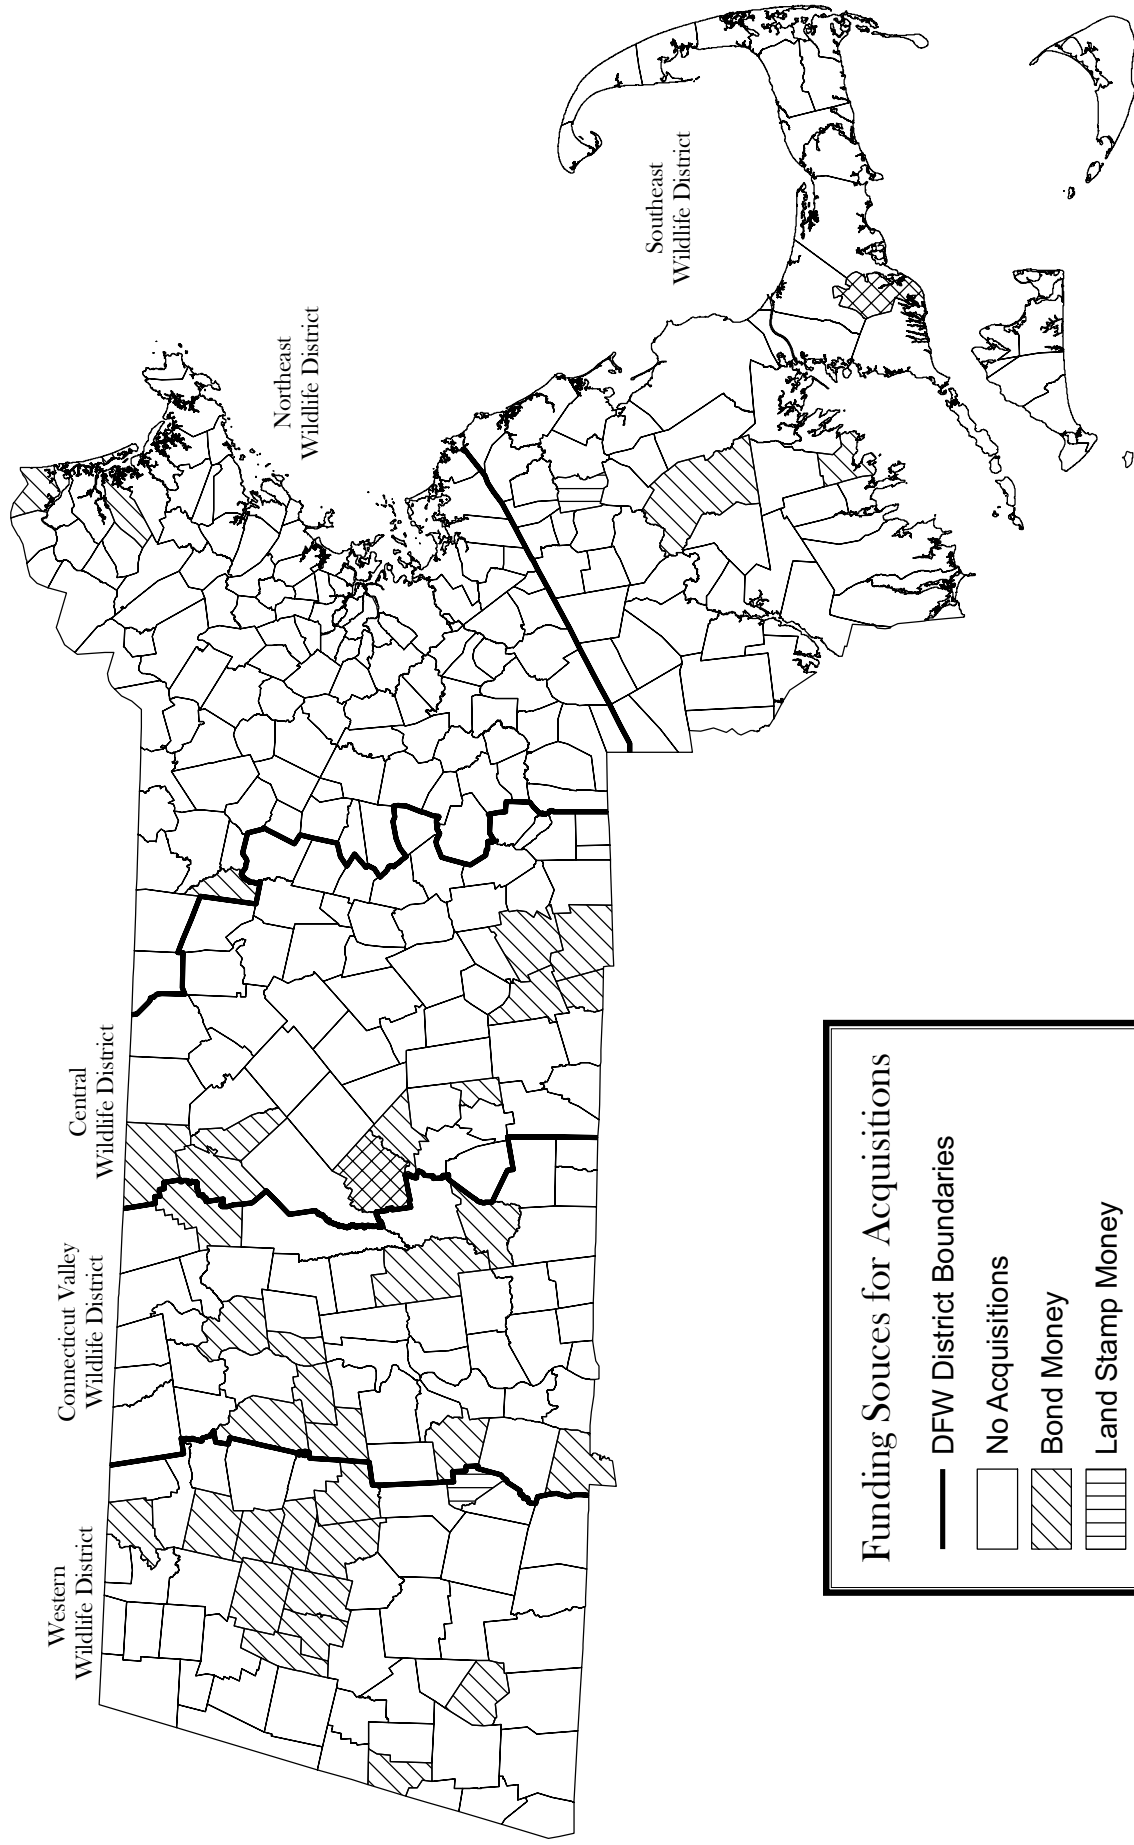 Western
Wildlife District
Connecticut Valley
Wildlife District
Central
Wildlife District
Northeast
Wildlife District
Southeast
Wildlife District
Funding Souces for Acquisitions
DFW District Boundaries
No Acquisitions
Bond Money
Land Stamp Money